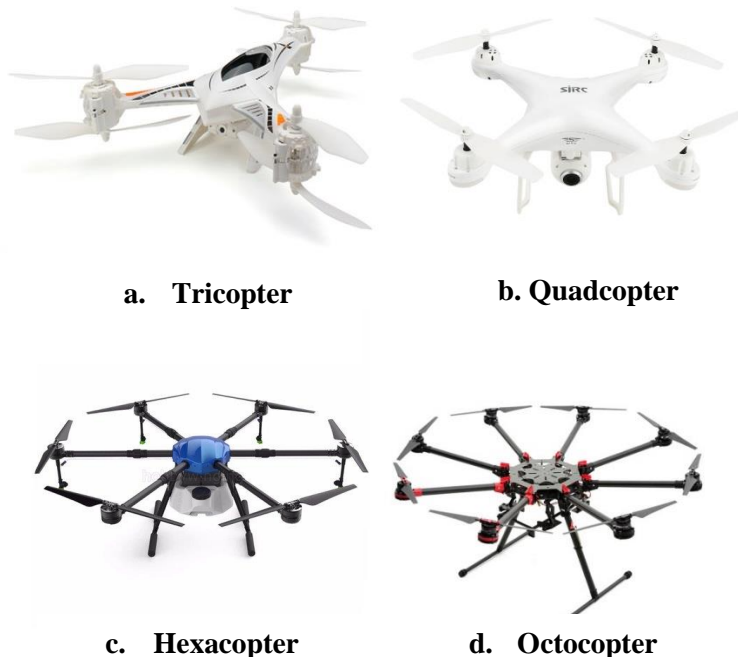 SJRC
a. Tricopter
b. Quadcopter
c. Hexacopter
d. Octocopter